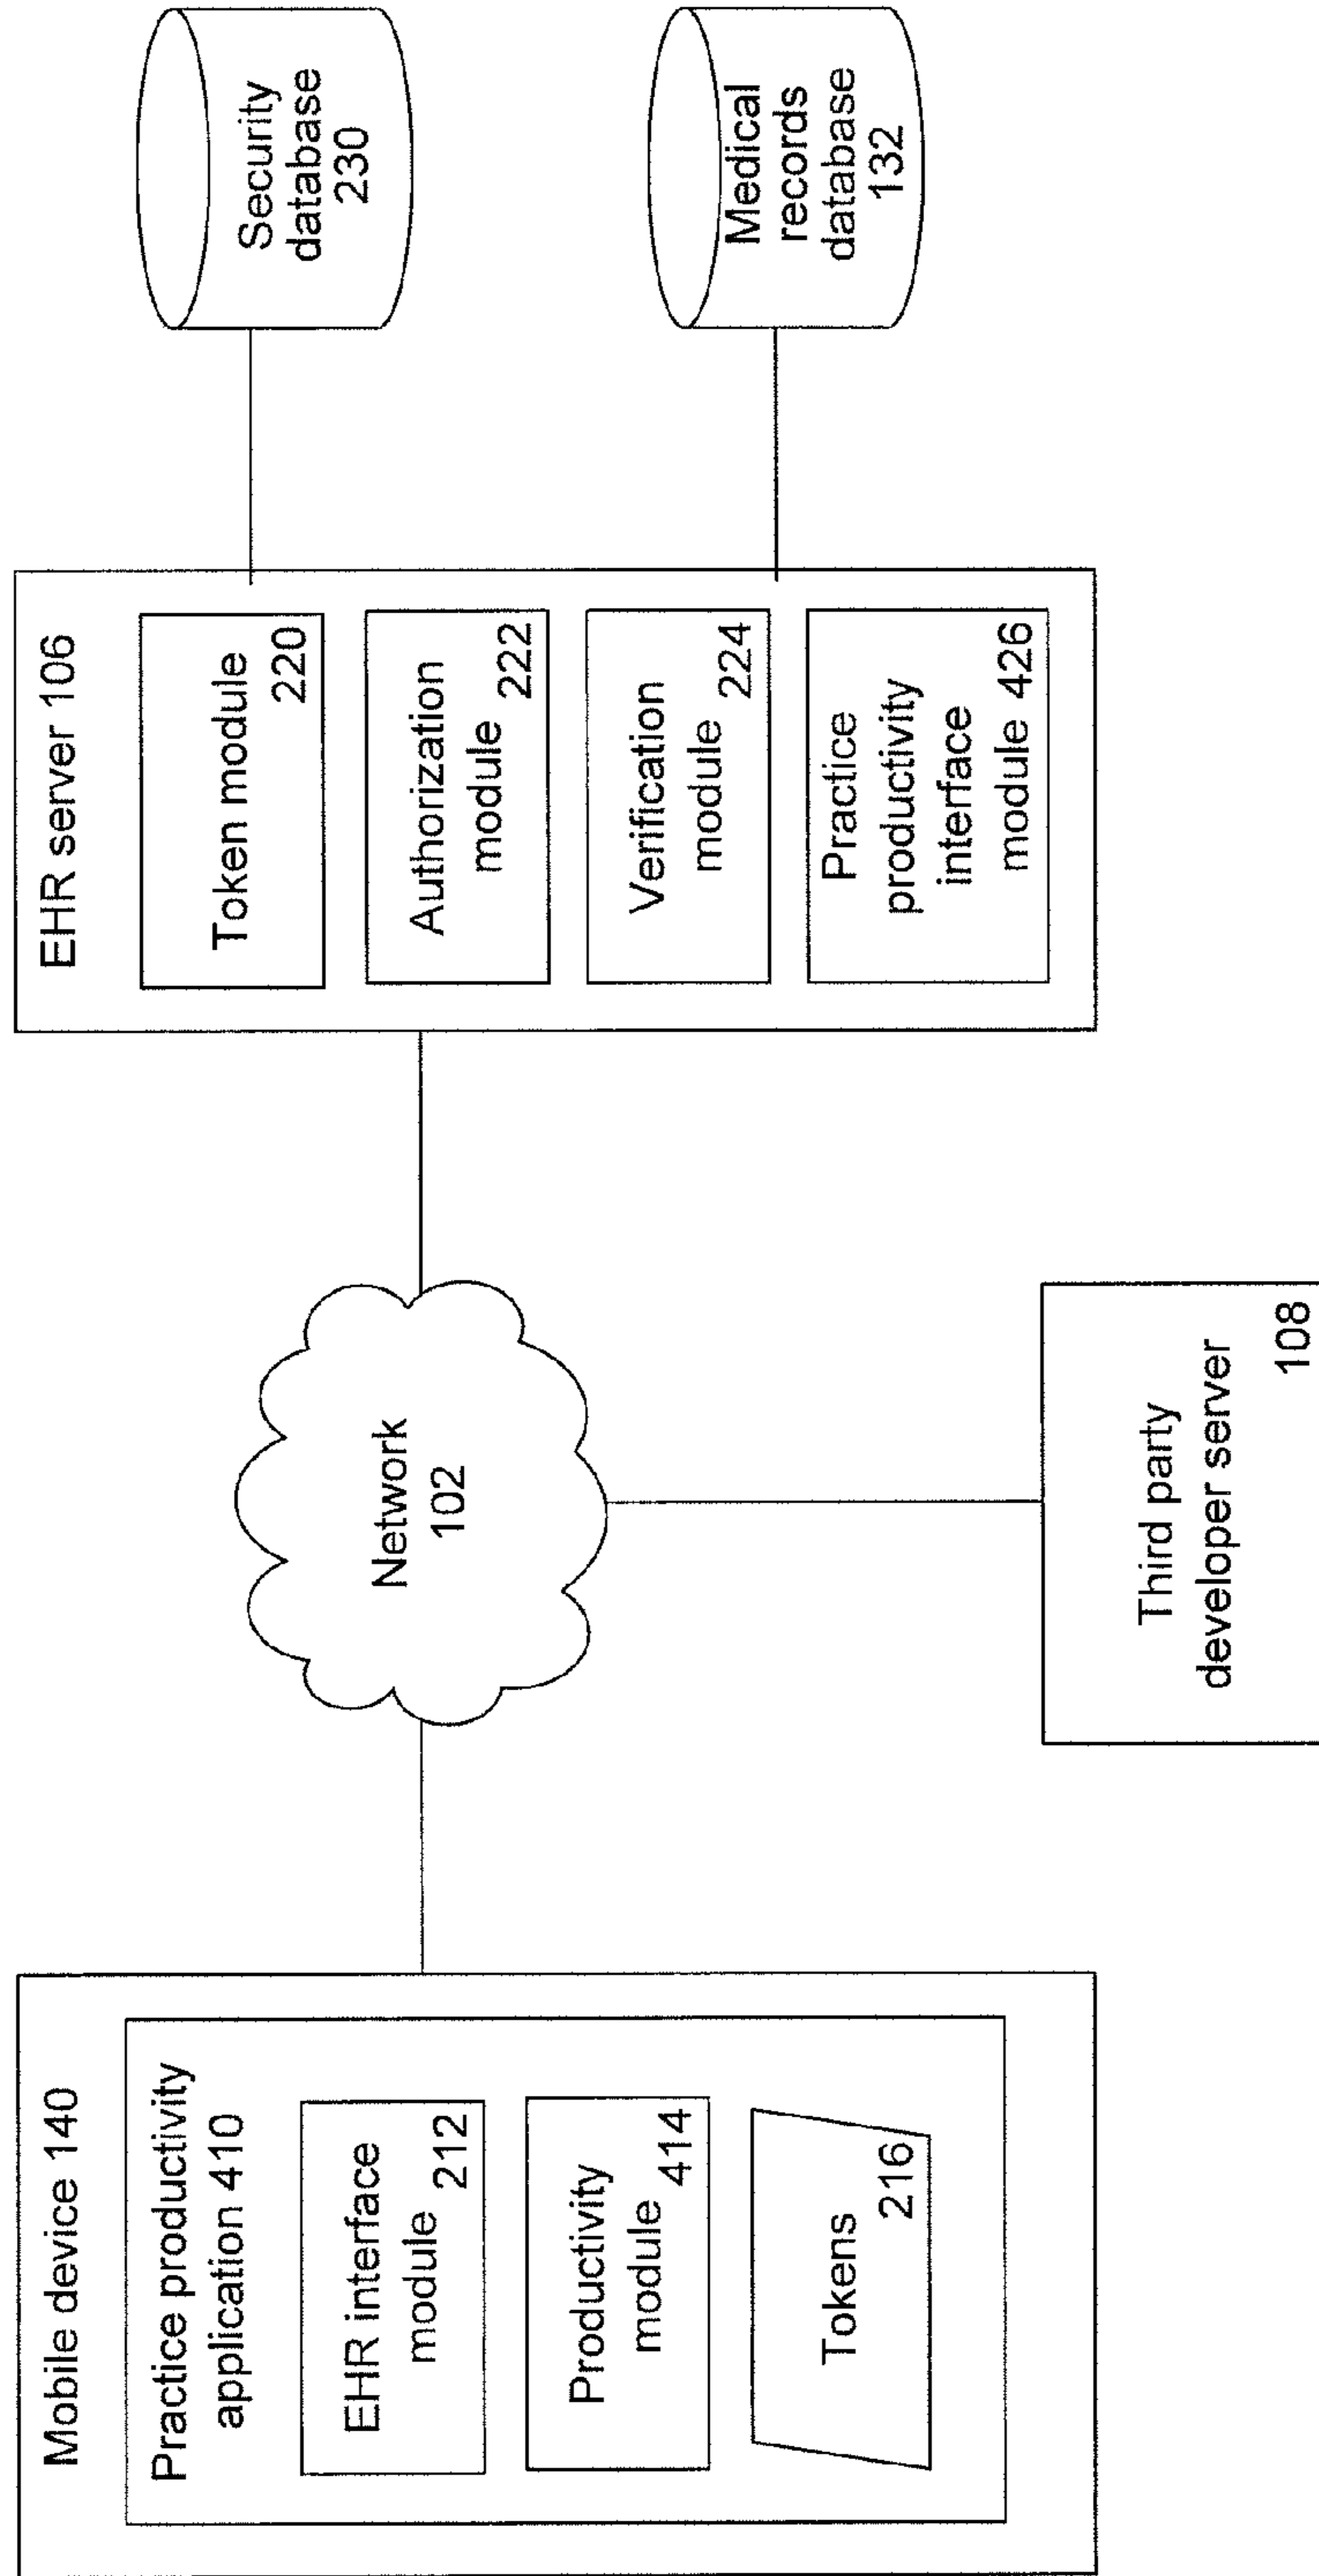 Mobile device 140
Practice productivity
application 410
EHR interface
module 212
Productivity
module 414
Tokens
216
Network
102
Third party
developer server
108
EHR server 106
Token module
220
Authorization
module 222
Verification
module 224
Practice
productivity
interface
module 426
Security
database
230
Medical
records
database
132